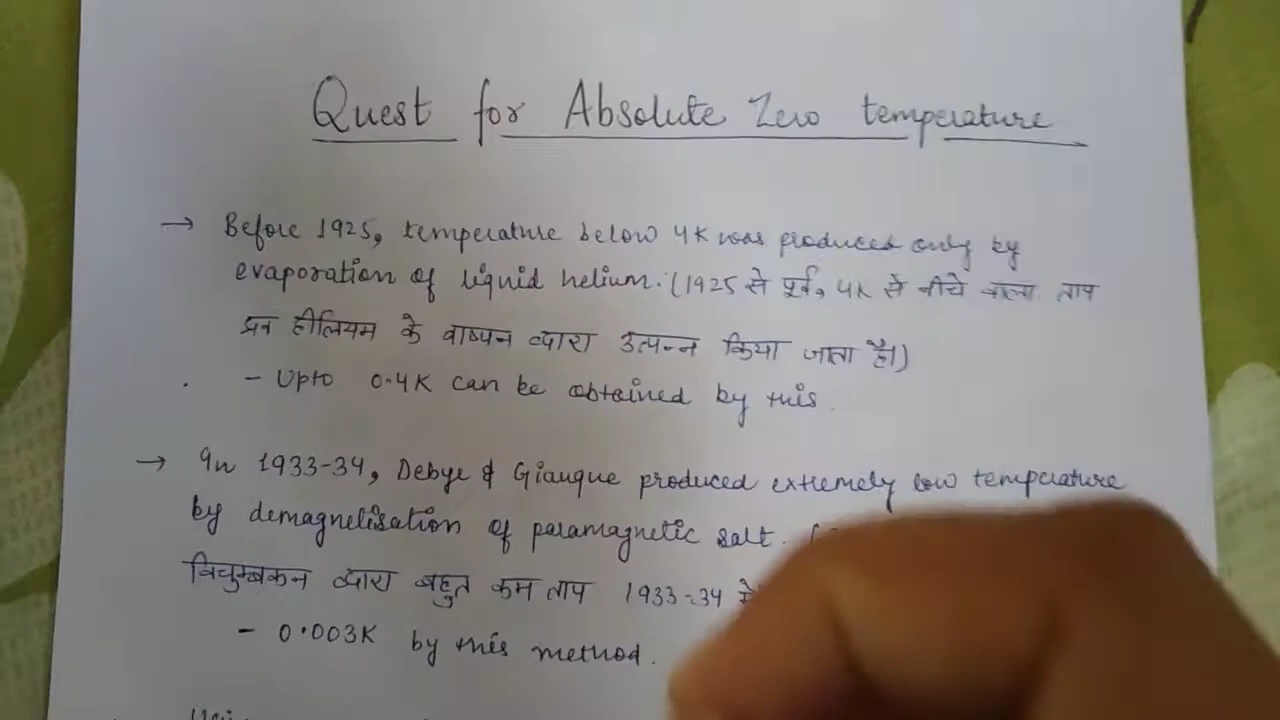 Quest for Absolute Zero temperature
→ Before 1925, temperature below 4K was produced only by
evaporation of liquid helium. (1925 से पूर्व, 4K से नीचे वाला ताप
द्रव हीलियम के वाष्पन द्वारा उत्पन्न किया जाता है।)
- Upto 0.4K can be obtained by this.
→ In 1933-34, Debye & Giauque produced extremely low temperature
by demagnetisation of paramagnetic salt. (
विचुम्बकन द्वारा बहुत कम ताप 1933-34 में
- 0.003K by this method.